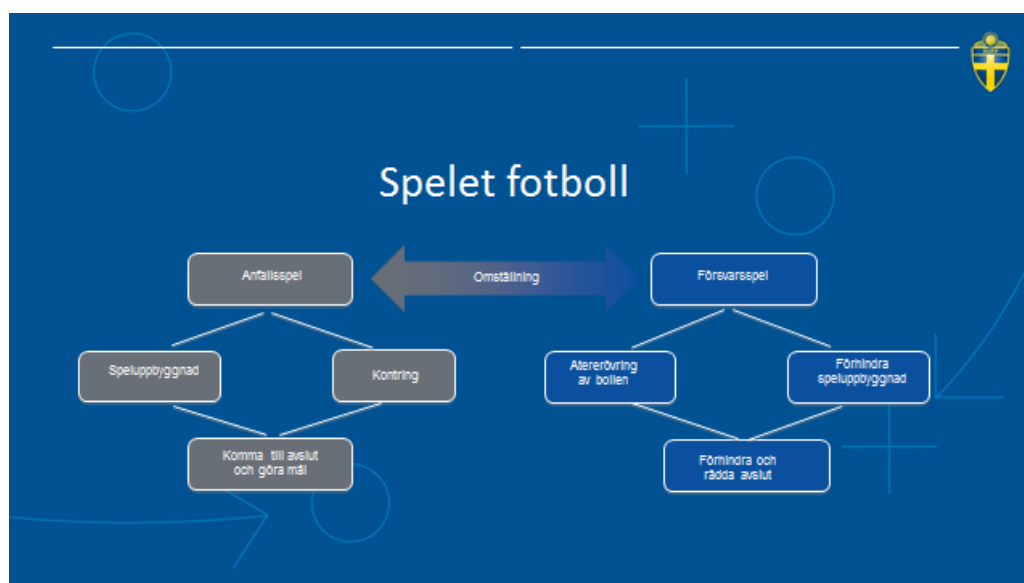 Spelet fotboll
Anfallsspel
Omställning
Försvarsspel
Speluppbyggnad
Kontring
Återerövring
av bollen
Förhindra
speluppbyggnad
Komma till avslut
och göra mål
Förhindra och
rädda avslut